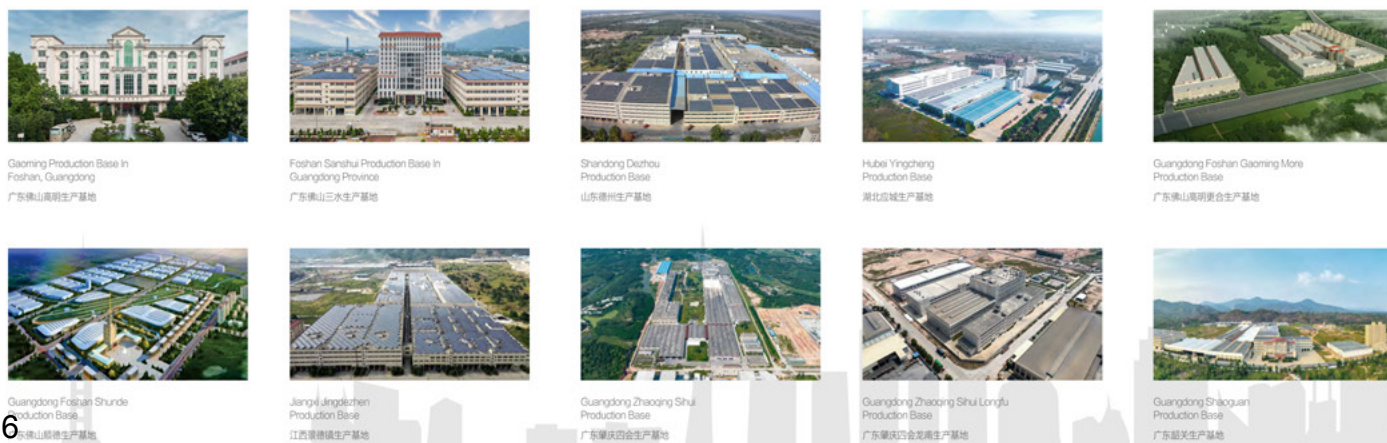 Gaoming Production Base In
Foshan, Guangdong
广东佛山高明生产基地
Foshan Sanshui Production Base In
Guangdong Province
广东佛山三水生产基地
Shandong Dezhou
Production Base
山东德州生产基地
Hubei Yingcheng
Production Base
湖北应城生产基地
Guangdong Foshan Gaoming More
Production Base
广东佛山高明更合生产基地
Guangdong Foshan Shunde
Production Base
东佛山顺德生产基地
Jiangxi Jingdezhen
Production Base
江西景德镇生产基地
Guangdong Zhaoqing Sihui
Production Base
广东肇庆四会生产基地
Guangdong Zhaoqing Sihui Longfu
Production Base
广东肇庆四会龙甫生产基地
Guangdong Shaoguan
Production Base
广东韶关生产基地
6